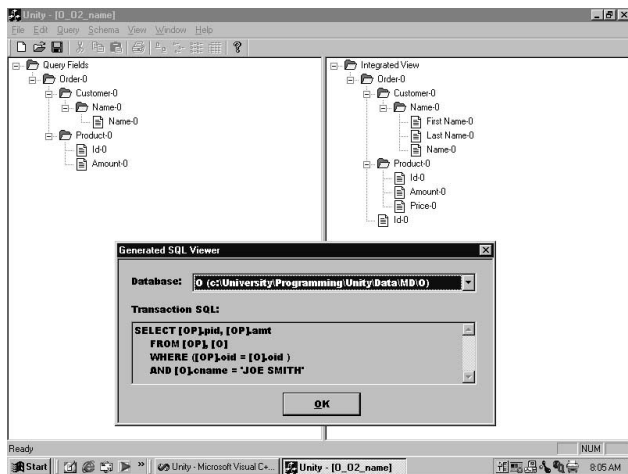 Unity - [O_02_name]
File Edit Query Schema View Window Help
Query Fields
Order-0
Customer-0
Name-0
Name-0
Product-0
Id-0
Amount-0
Integrated View
Order-0
Customer-0
Name-0
First Name-0
Last Name-0
Name-0
Product-0
Id-0
Amount-0
Price-0
Id-0
Generated SQL Viewer
Database: O (c:\University\Programming\Unity\Data\MD\O)
Transaction SQL:
SELECT [OP].pid, [OP].amt
FROM [OP], [O]
WHERE ([OP].oid = [O].oid )
AND [O].cname = 'JOE SMITH'
OK
Ready NUM
Start Unity - Microsoft Visual C+... Unity - [O_02_name] 8:05 AM